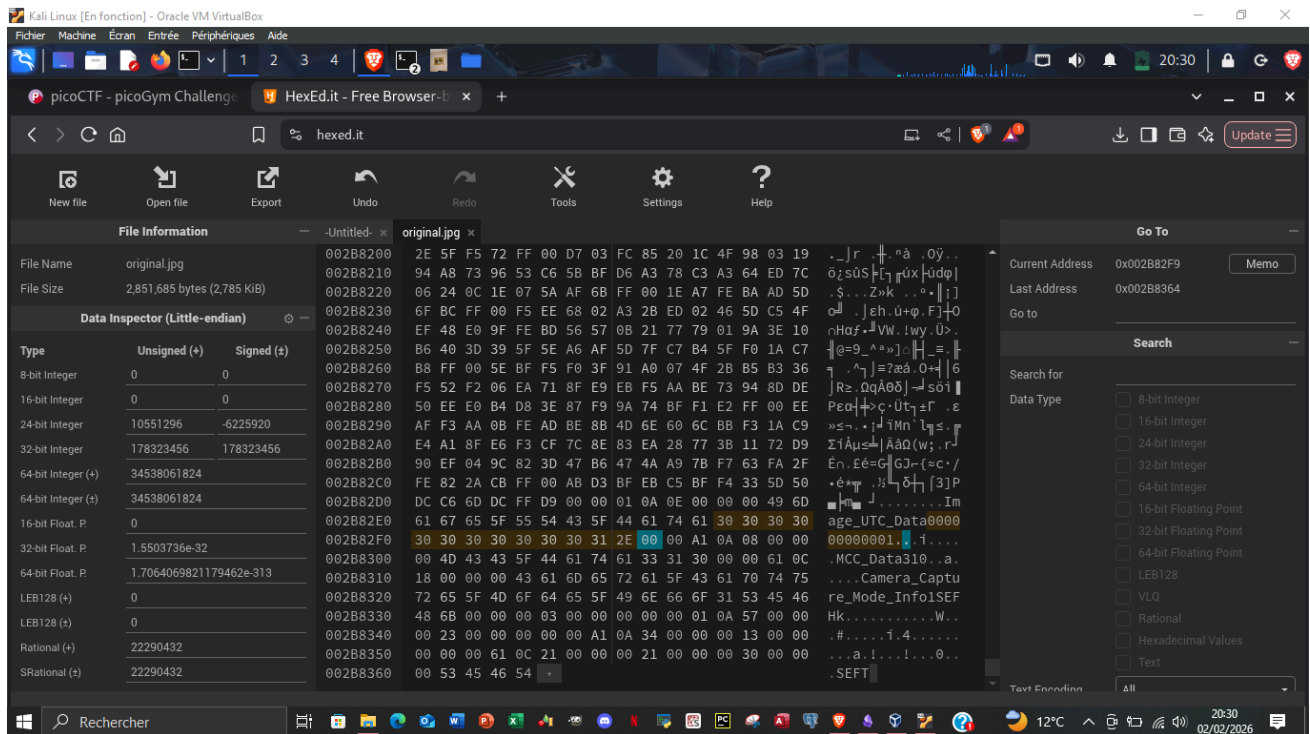 Kali Linux [En fonction] - Oracle VM VirtualBox
Fichier Machine Écran Entrée Périphériques Aide
1 2 3 4 20:30
picoCTF - picoGym Challenge HexEd.it - Free Browser-b
hexed.it Update
New file Open file Export Undo Redo Tools Settings Help
File Information
File Name original.jpg
File Size 2,851,685 bytes (2,785 KiB)
Data Inspector (Little-endian)
Type Unsigned (+) Signed (±)
8-bit Integer 0 0
16-bit Integer 0 0
24-bit Integer 10551296 -6225920
32-bit Integer 178323456 178323456
64-bit Integer (+) 34538061824
64-bit Integer (±) 34538061824
16-bit Float. P. 0
32-bit Float. P. 1.5503736e-32
64-bit Float. P. 1.7064069821179462e-313
LEB128 (+) 0
LEB128 (±) 0
Rational (+) 22290432
SRational (±) 22290432
-Untitled- original.jpg
002B8200 2E 5F F5 72 FF 00 D7 03 FC 85 20 1C 4F 98 03 19
002B8210 94 A8 73 96 53 C6 5B BF D6 A3 78 C3 A3 64 ED 7C
002B8220 06 24 0C 1E 07 5A AF 6B FF 00 1E A7 FE BA AD 5D
002B8230 6F BC FF 00 F5 EE 68 02 A3 2B ED 02 46 5D C5 4F
002B8240 EF 48 E0 9F FE BD 56 57 0B 21 77 79 01 9A 3E 10
002B8250 B6 40 3D 39 5F 5E A6 AF 5D 7F C7 B4 5F F0 1A C7
002B8260 B8 FF 00 5E BF F5 F0 3F 91 A0 07 4F 2B B5 B3 36
002B8270 F5 52 F2 06 EA 71 8F E9 EB F5 AA BE 73 94 8D DE
002B8280 50 EE E0 B4 D8 3E 87 F9 9A 74 BF F1 E2 FF 00 EE
002B8290 AF F3 AA 0B FE AD BE 8B 4D 6E 60 6C BB F3 1A C9
002B82A0 E4 A1 8F E6 F3 CF 7C 8E 83 EA 28 77 3B 11 72 D9
002B82B0 90 EF 04 9C 82 3D 47 B6 47 4A A9 7B F7 63 FA 2F
002B82C0 FE 82 2A CB FF 00 AB D3 BF EB C5 BF F4 33 5D 50
002B82D0 DC C6 6D DC FF D9 00 00 01 0A 0E 00 00 00 49 6D Im
002B82E0 61 67 65 5F 55 54 43 5F 44 61 74 61 30 30 30 30 age_UTC_Data0000
002B82F0 30 30 30 30 30 30 30 31 2E 00 00 A1 0A 08 00 00 00000001...í....
002B8300 00 4D 43 43 5F 44 61 74 61 33 31 30 00 00 61 0C .MCC_Data310..a.
002B8310 18 00 00 00 43 61 6D 65 72 61 5F 43 61 70 74 75 ....Camera_Captu
002B8320 72 65 5F 4D 6F 64 65 5F 49 6E 66 6F 31 53 45 46 re_Mode_Info1SEF
002B8330 48 6B 00 00 00 03 00 00 00 00 00 01 0A 57 00 00 Hk...........W..
002B8340 00 23 00 00 00 00 00 A1 0A 34 00 00 00 13 00 00 .#.....í.4......
002B8350 00 00 00 61 0C 21 00 00 00 21 00 00 00 30 00 00 ...a.!...!...0..
002B8360 00 53 45 46 54 .SEFT
Go To
Current Address 0x002B82F9 Memo
Last Address 0x002B8364
Go to
Search
Search for
Data Type 8-bit Integer
16-bit Integer
24-bit Integer
32-bit Integer
64-bit Integer
16-bit Floating Point
32-bit Floating Point
64-bit Floating Point
LEB128
VLQ
Rational
Hexadecimal Values
Text
Text Encoding All
Rechercher 12°C 20:30
02/02/2026